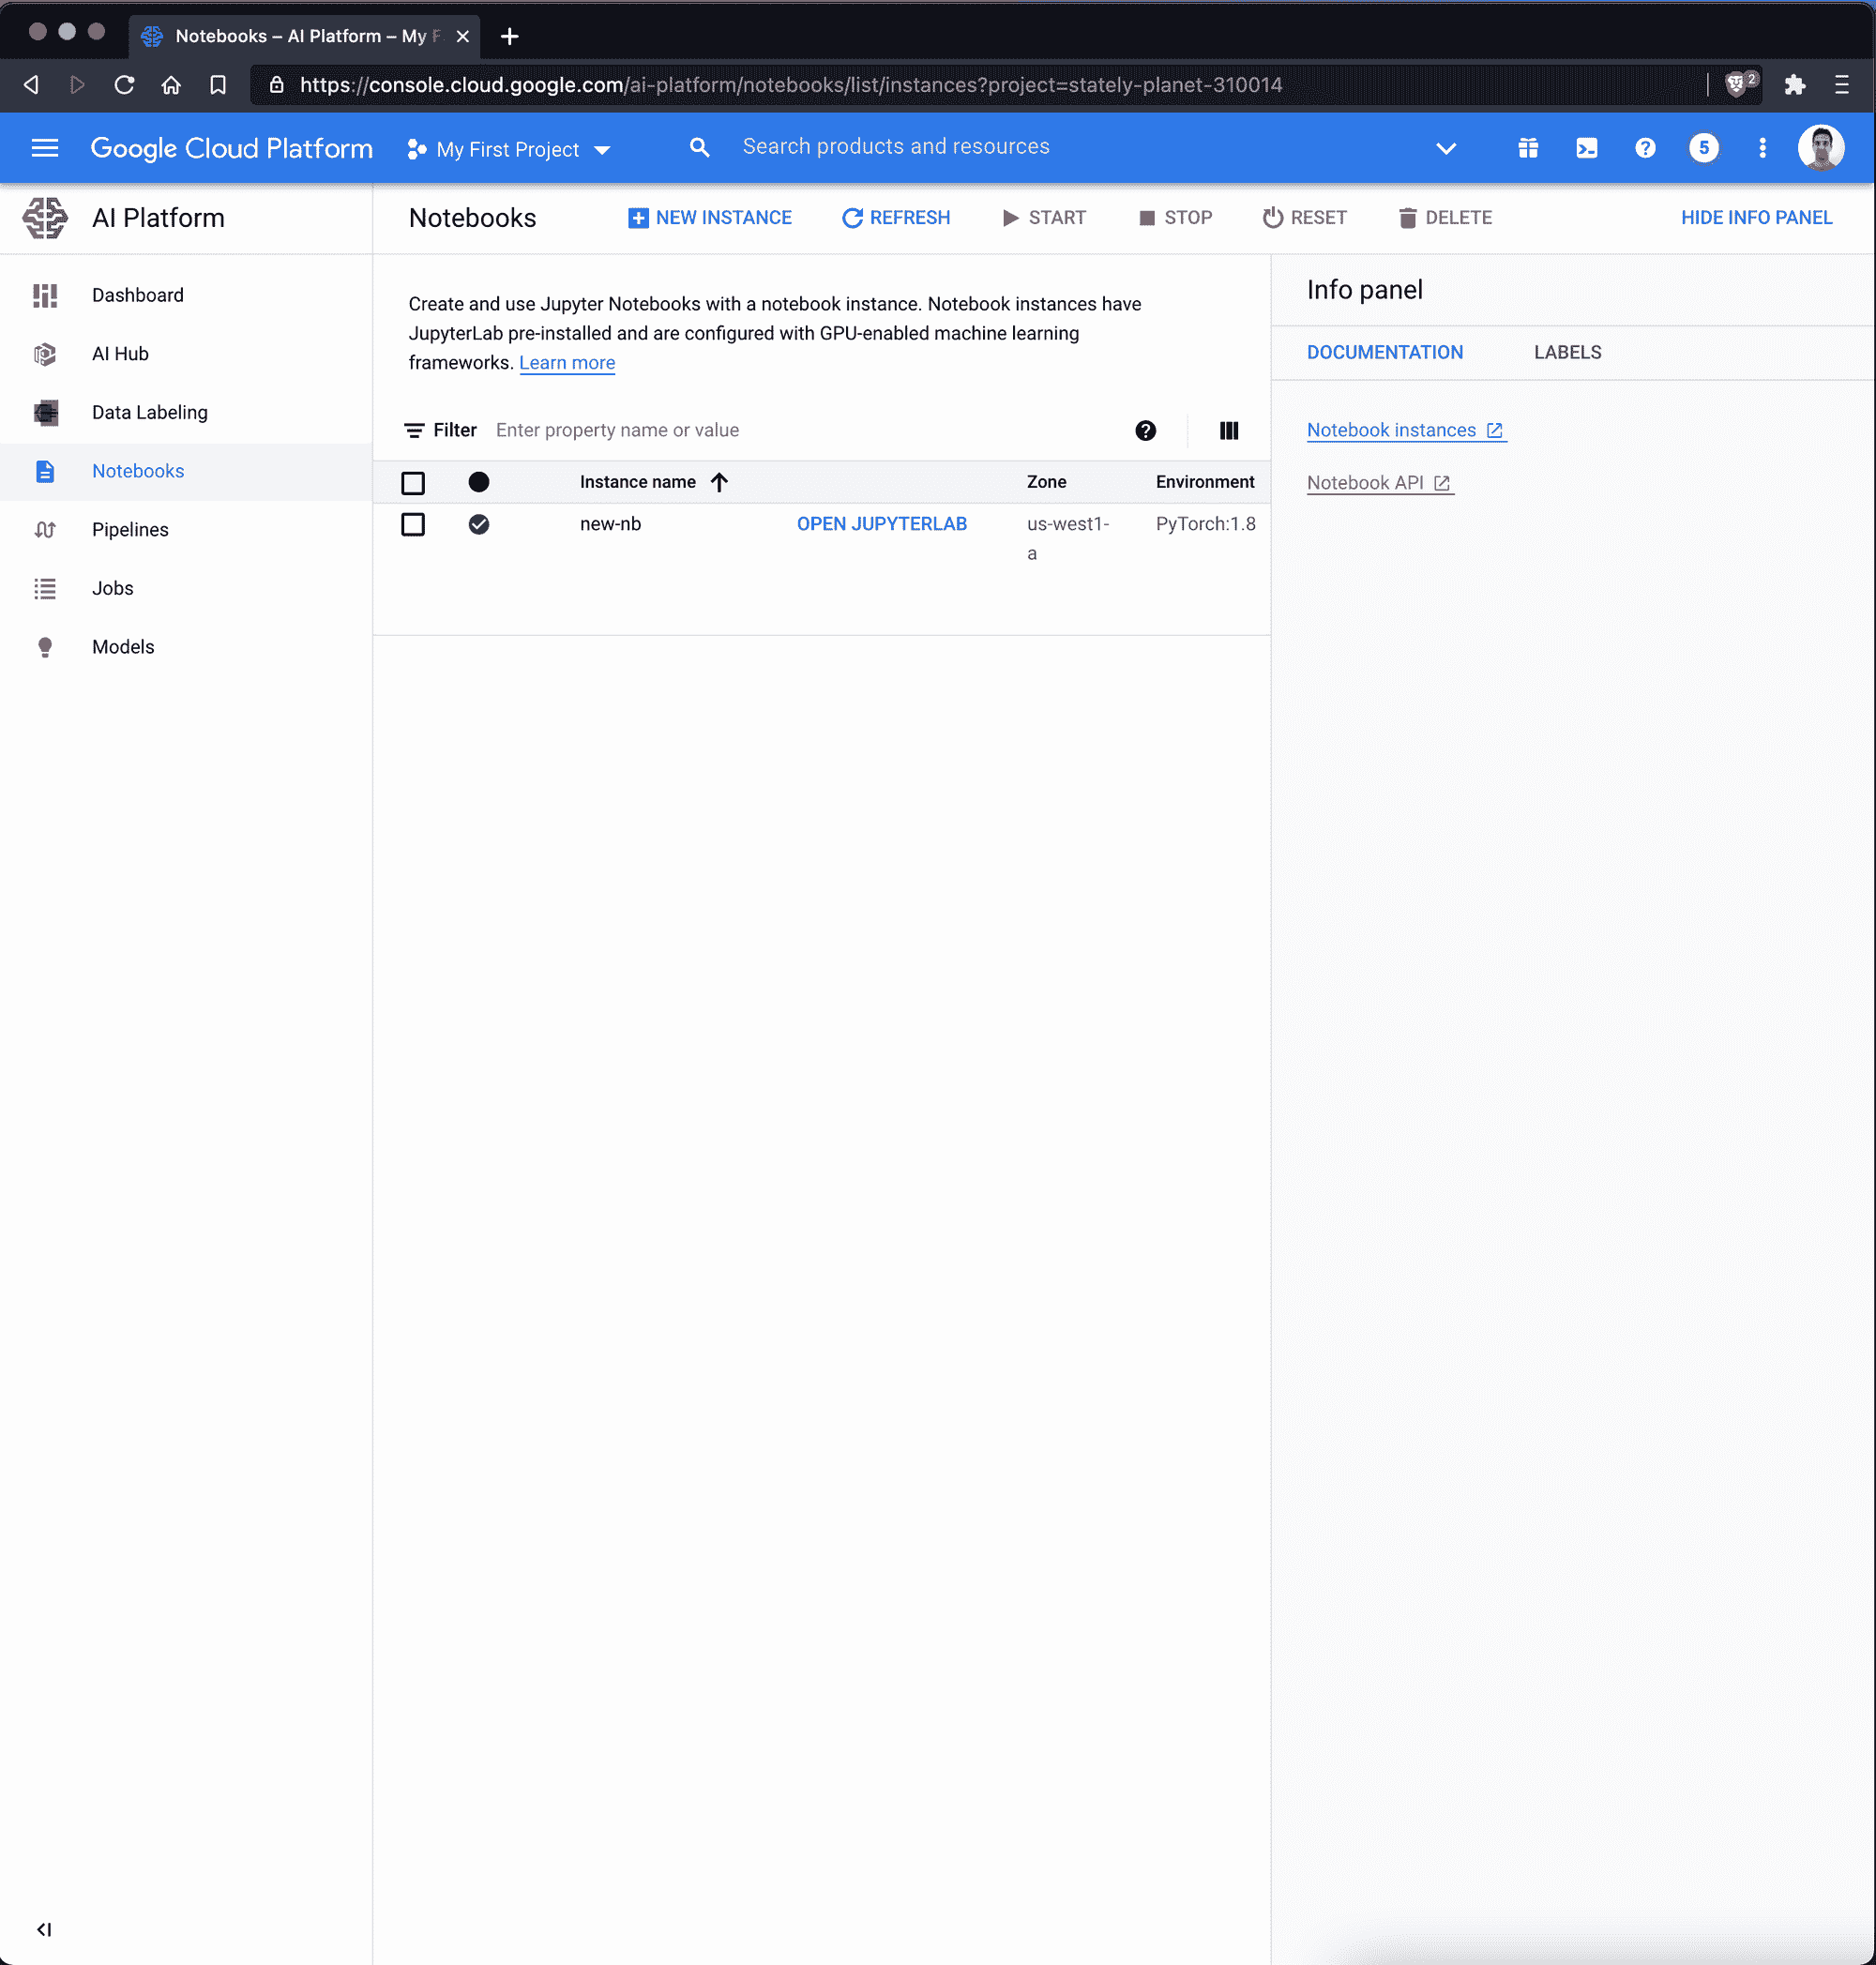 Notebooks – AI Platform – My F
https://console.cloud.google.com/ai-platform/notebooks/list/instances?project=stately-planet-310014
2
Google Cloud Platform
My First Project
Search products and resources
5
AI Platform
Notebooks
NEW INSTANCE
REFRESH
START
STOP
RESET
DELETE
HIDE INFO PANEL
Dashboard
AI Hub
Data Labeling
Notebooks
Pipelines
Jobs
Models
Create and use Jupyter Notebooks with a notebook instance. Notebook instances have
JupyterLab pre-installed and are configured with GPU-enabled machine learning
frameworks. Learn more
Filter Enter property name or value
Instance name Zone Environment
new-nb OPEN JUPYTERLAB us-west1- PyTorch:1.8
a
Info panel
DOCUMENTATION LABELS
Notebook instances
Notebook API